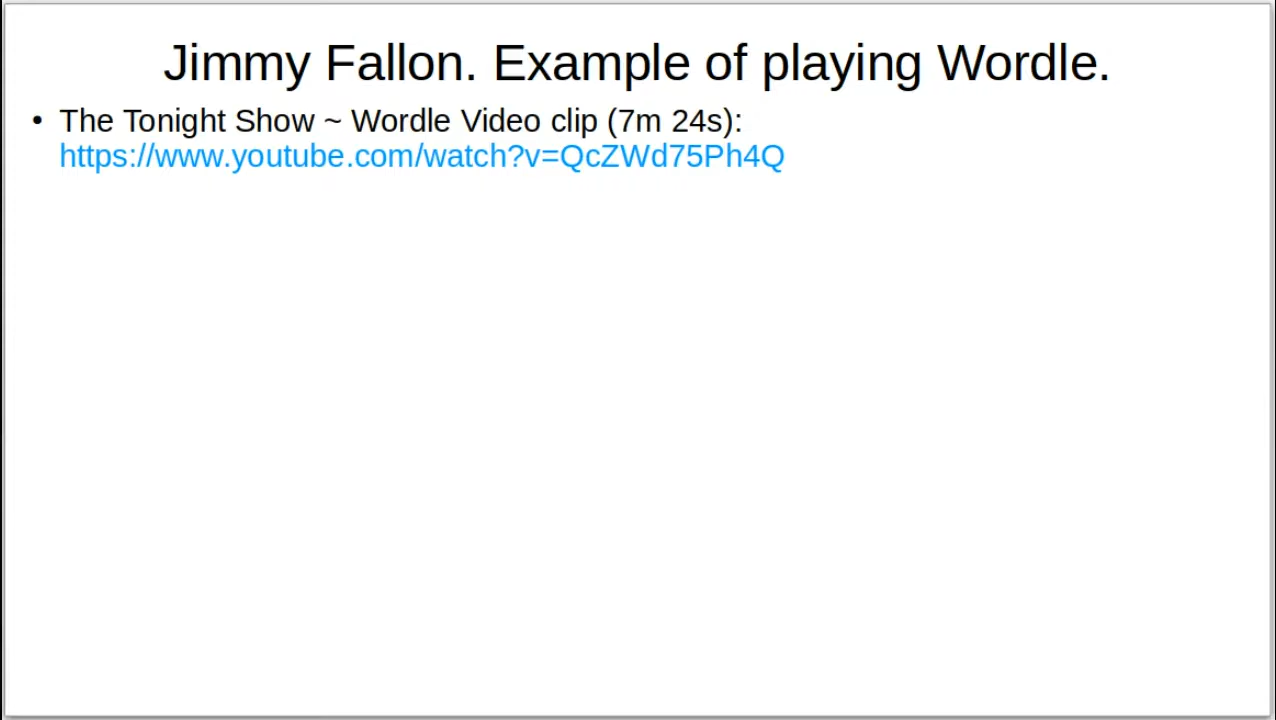 Jimmy Fallon. Example of playing Wordle.
• The Tonight Show ~ Wordle Video clip (7m 24s):
https://www.youtube.com/watch?v=QcZWd75Ph4Q